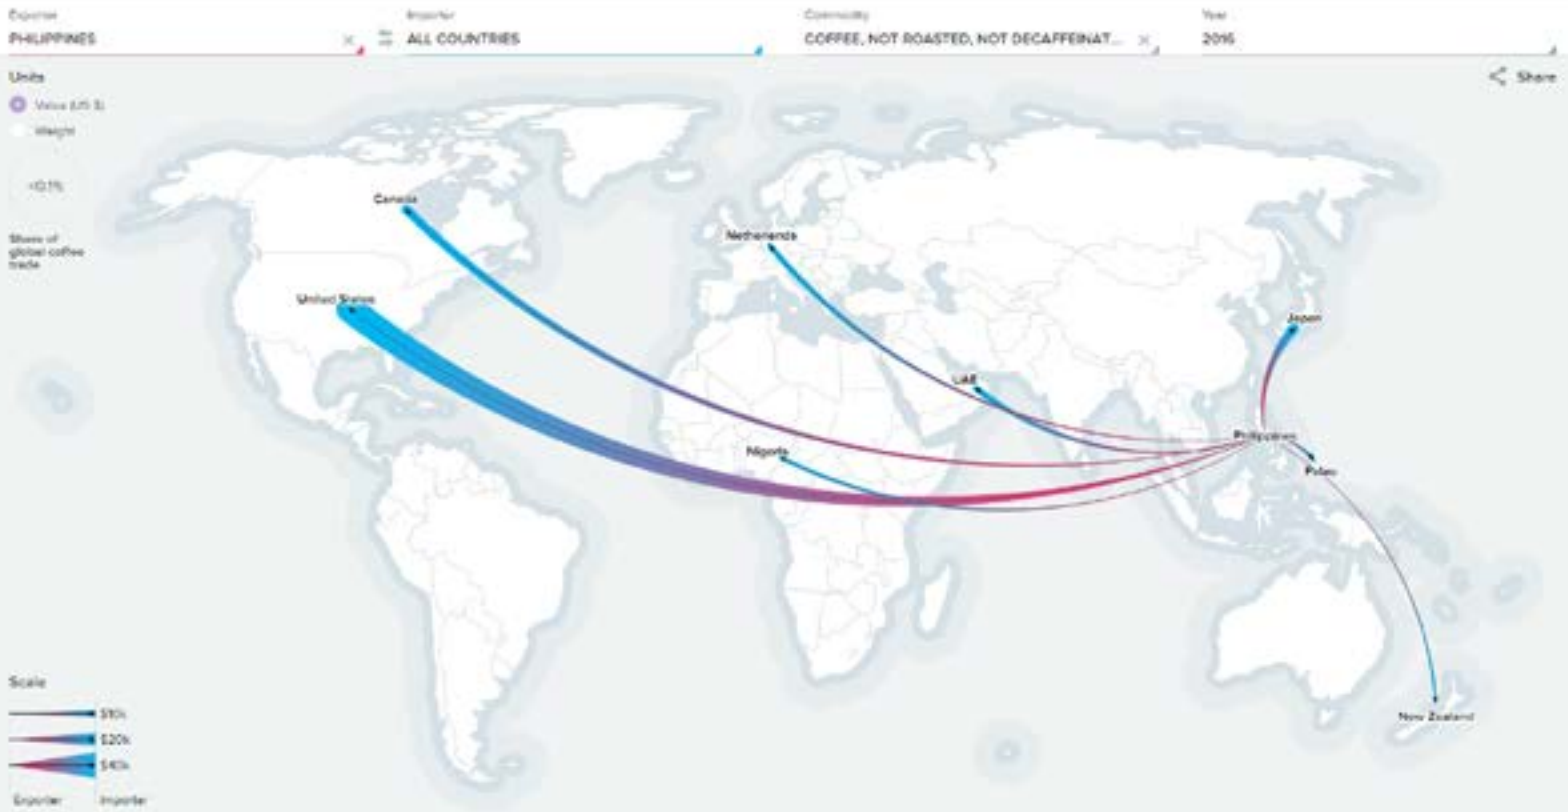 Exporter
Importer
Commodity
Year
PHILIPPINES
ALL COUNTRIES
COFFEE, NOT ROASTED, NOT DECAFFEINAT...
2016
Units
Share
Value (US $)
Weight
<0.1%
Share of
global coffee
trade
Canada
Netherlands
United States
Japan
UAE
Philippines
Nigeria
Palau
New Zealand
Scale
$10k
$20k
$40k
Exporter
Importer